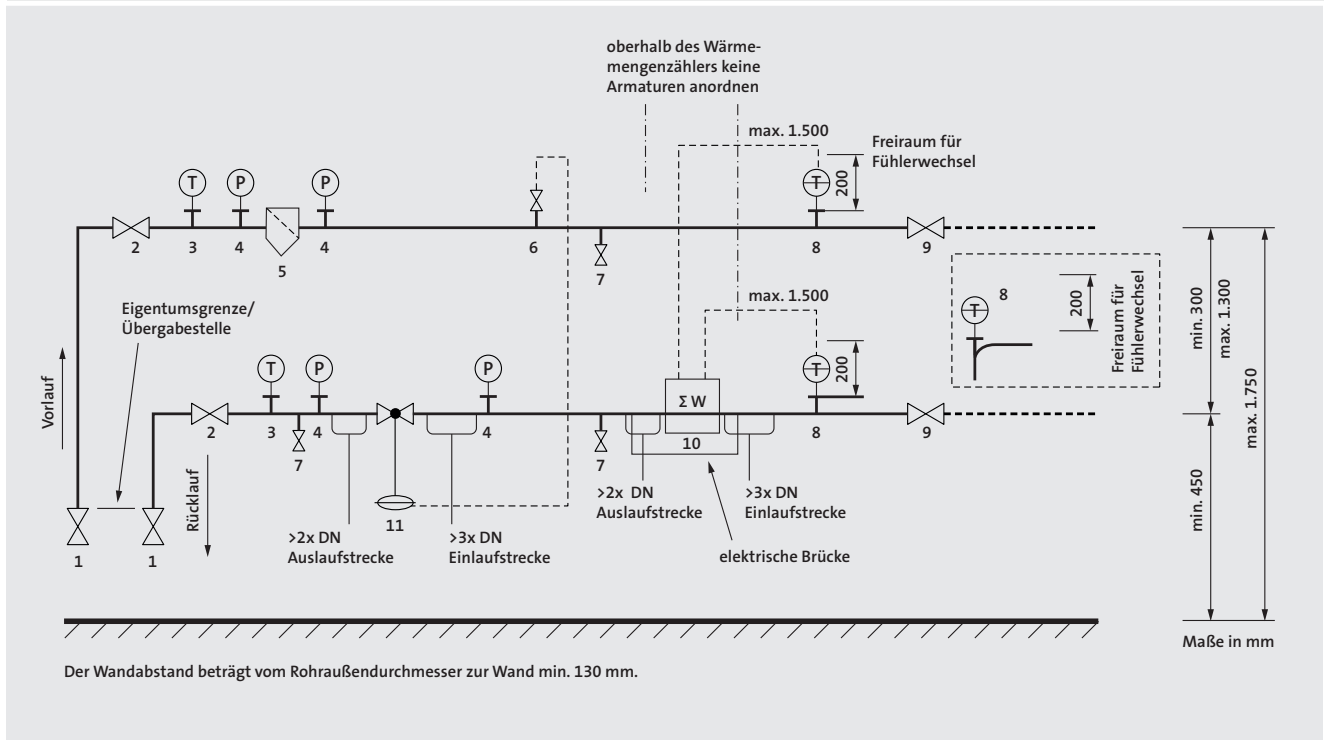 oberhalb des Wärme-
mengenzählers keine
Armaturen anordnen
max. 1.500
Freiraum für
Fühlerwechsel
T
P
P
T
200
2
3
4
5
4
6
7
8
9
Eigentumsgrenze/
Übergabestelle
max. 1.500
T
8
200
Freiraum für
Fühlerwechsel
min. 300
max. 1.300
max. 1.750
Vorlauf
T
P
P
Σ W
T
200
2
3
7
4
4
7
10
8
9
Rücklauf
1
1
11
>2x DN
Auslaufstrecke
>3x DN
Einlaufstrecke
>2x DN
Auslaufstrecke
>3x DN
Einlaufstrecke
elektrische Brücke
min. 450
Maße in mm
Der Wandabstand beträgt vom Rohraußendurchmesser zur Wand min. 130 mm.